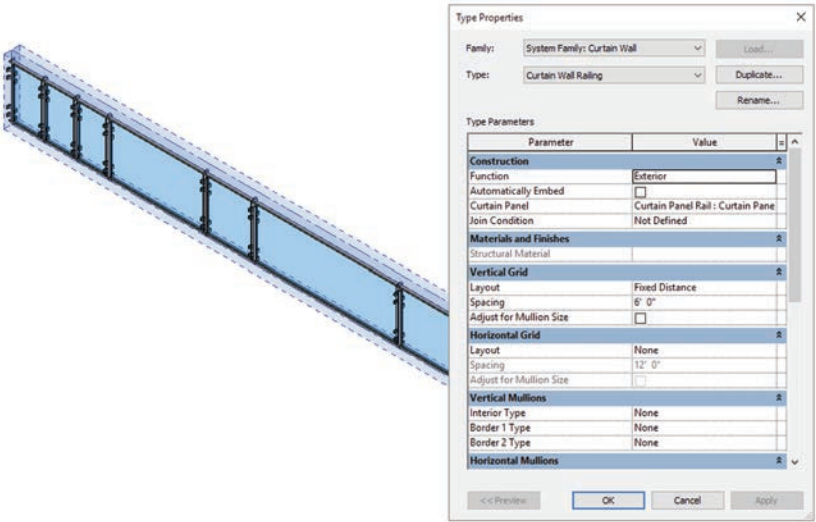 Type Properties
Family: System Family: Curtain Wall Load...
Type: Curtain Wall Railing Duplicate...
Rename...
Type Parameters
Parameter Value =
Construction
Function Exterior
Automatically Embed
Curtain Panel Curtain Panel Rail : Curtain Pane
Join Condition Not Defined
Materials and Finishes
Structural Material
Vertical Grid
Layout Fixed Distance
Spacing 6' 0"
Adjust for Mullion Size
Horizontal Grid
Layout None
Spacing 12' 0"
Adjust for Mullion Size
Vertical Mullions
Interior Type None
Border 1 Type None
Border 2 Type None
Horizontal Mullions
<< Preview OK Cancel Apply